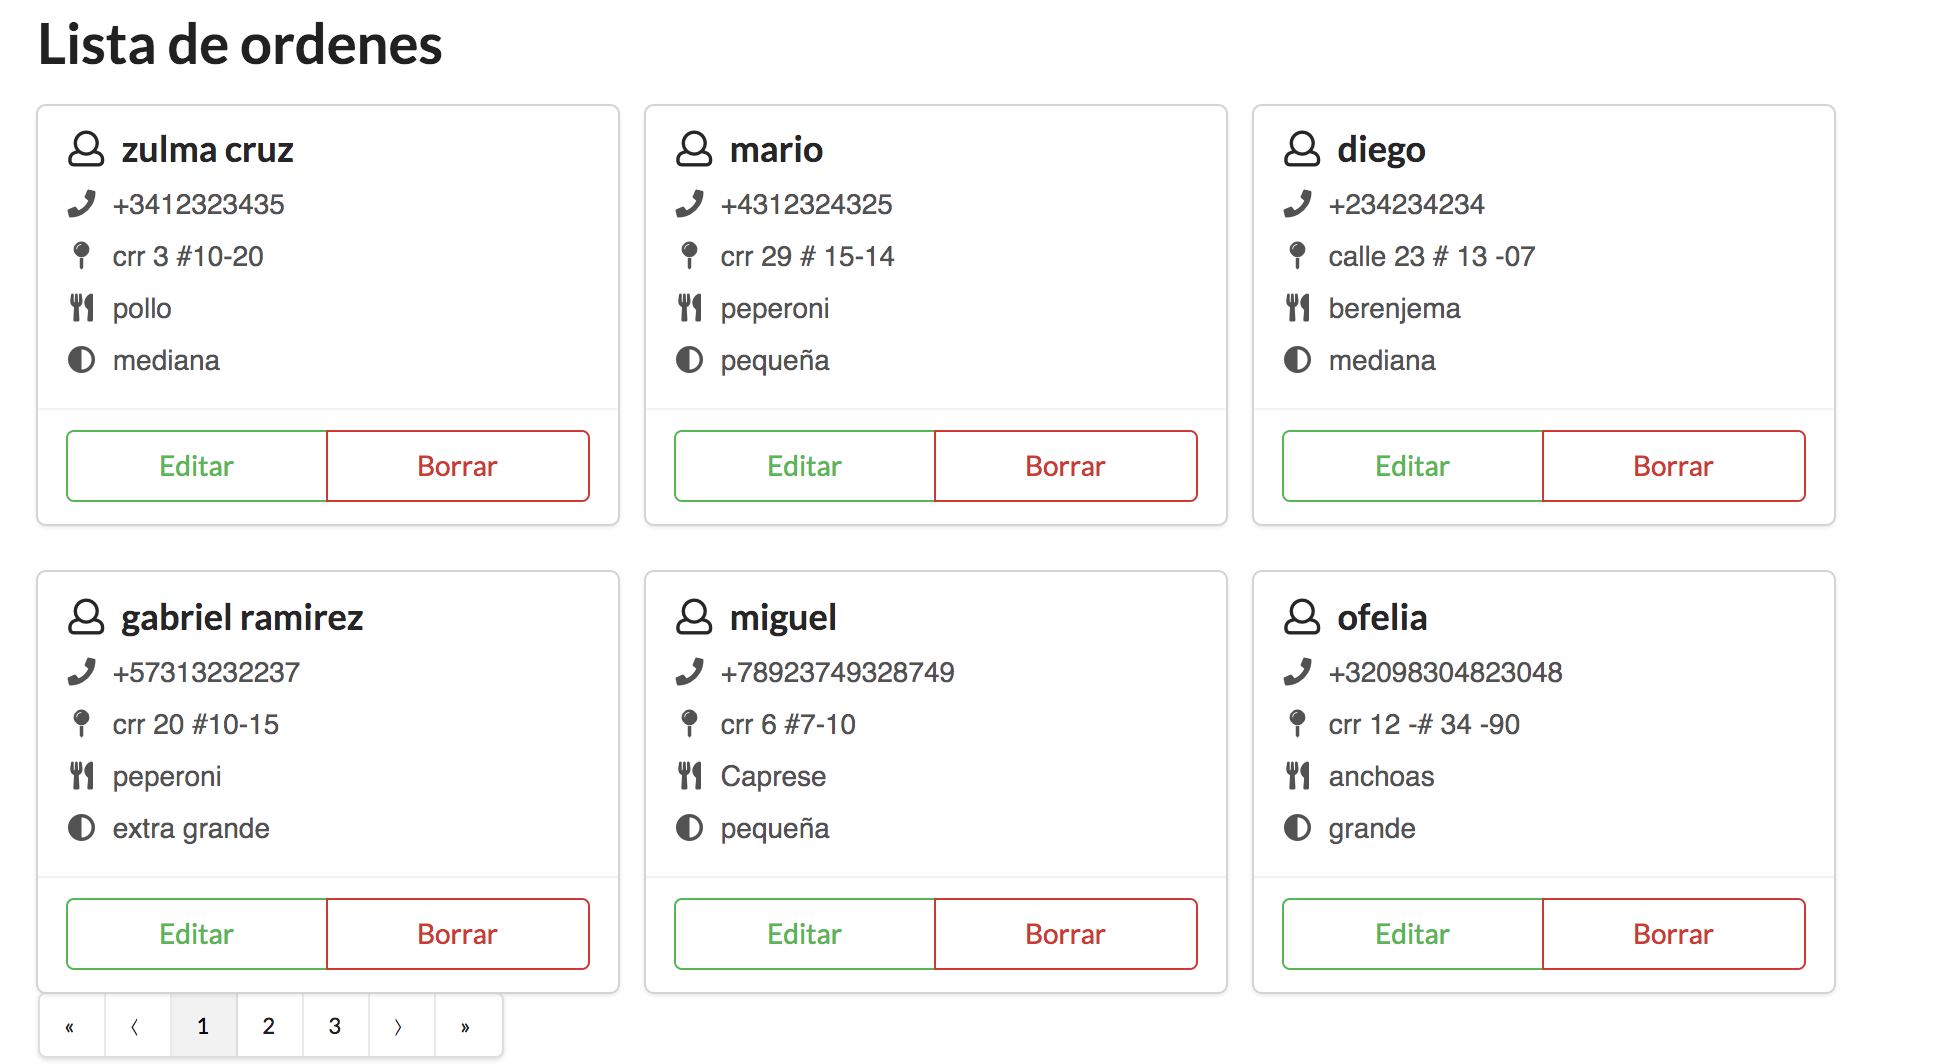 Lista de ordenes
zulma cruz
+3412323435
crr 3 #10-20
pollo
mediana
Editar Borrar
mario
+4312324325
crr 29 # 15-14
peperoni
pequeña
Editar Borrar
diego
+234234234
calle 23 # 13 -07
berenjema
mediana
Editar Borrar
gabriel ramirez
+57313232237
crr 20 #10-15
peperoni
extra grande
Editar Borrar
miguel
+78923749328749
crr 6 #7-10
Caprese
pequeña
Editar Borrar
ofelia
+32098304823048
crr 12 -# 34 -90
anchoas
grande
Editar Borrar
« 〈 1 2 3 〉 »